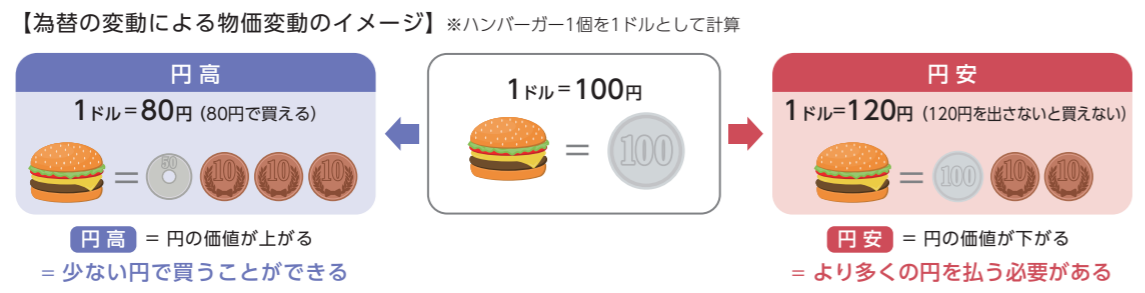 【為替の変動による物価変動のイメージ】※ハンバーガー1個を1ドルとして計算
円高
1ドル=80円(80円で買える)
= 50 10 10 10
1ドル=100円
= 100
円安
1ドル=120円(120円を出さないと買えない)
= 100 10 10
円高 = 円の価値が上がる
= 少ない円で買うことができる
円安 = 円の価値が下がる
= より多くの円を払う必要がある